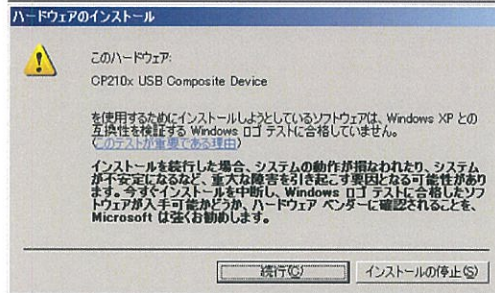 ハードウェアのインストール
このハードウェア:
CP210x USB Composite Device
を使用するためにインストールしようとしているソフトウェアは、Windows XP との
互換性を検証する Windows ロゴ テストに合格していません。
(このテストが重要である理由)
インストールを続行した場合、システムの動作が損なわれたり、システム
が不安定になるなど、重大な障害を引き起こす要因となる可能性があり
ます。今すぐインストールを中断し、Windows ロゴ テストに合格したソフ
トウェアが入手可能かどうか、ハードウェア ベンダーに確認されることを、
Microsoft は強くお勧めします。
続行(C)
インストールの停止(S)